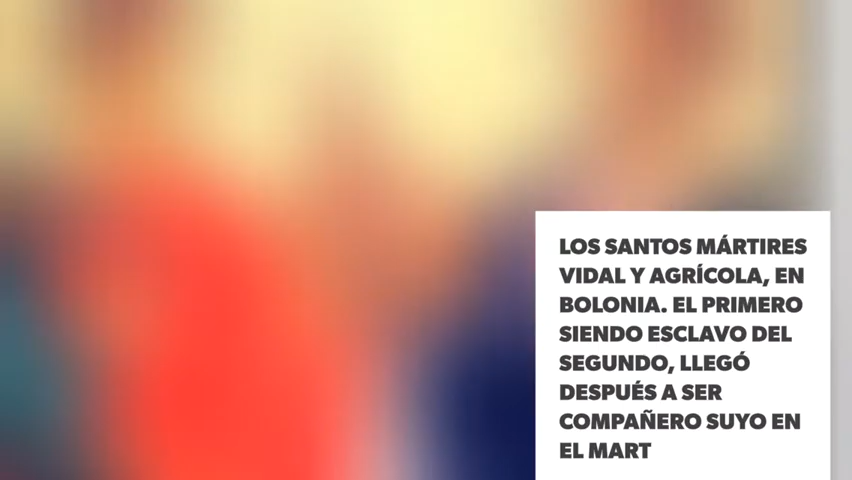 LOS SANTOS MÁRTIRES
VIDAL Y AGRÍCOLA, EN
BOLONIA. EL PRIMERO
SIENDO ESCLAVO DEL
SEGUNDO, LLEGÓ
DESPUÉS A SER
COMPAÑERO SUYO EN
EL MART